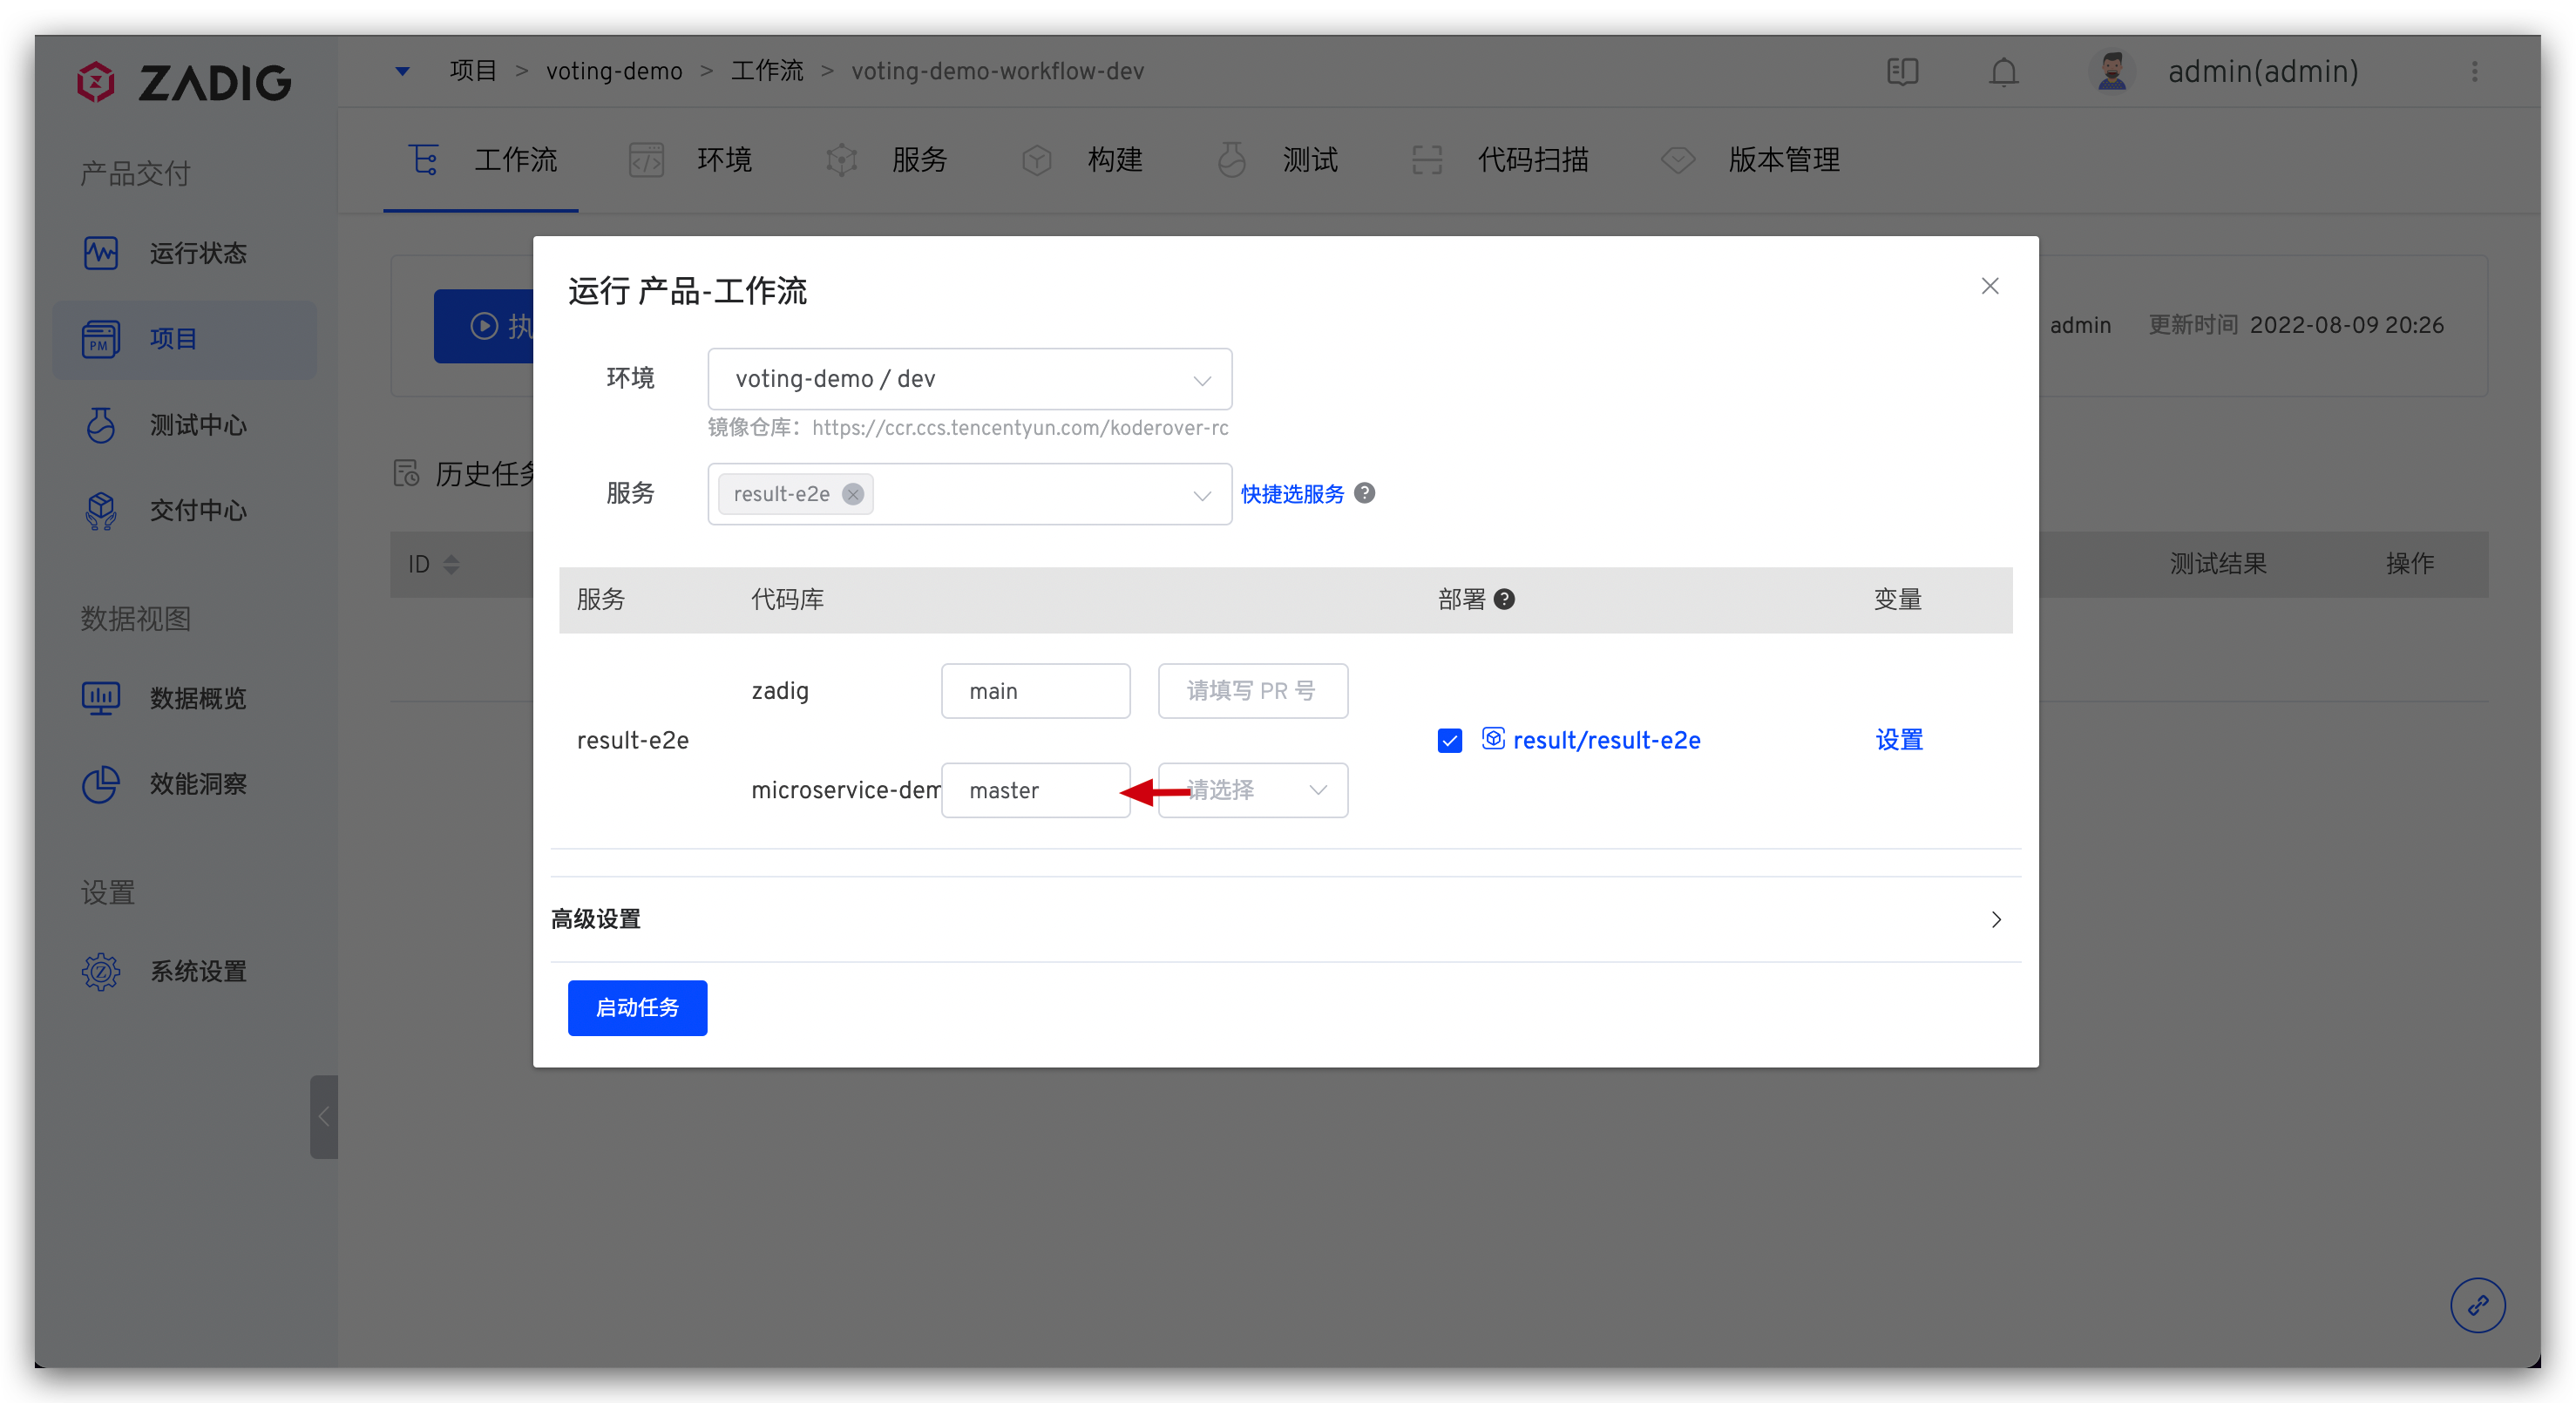 ZADIG
项目 > voting-demo > 工作流 > voting-demo-workflow-dev
admin(admin)
产品交付
运行状态
PM
项目
测试中心
交付中心
数据视图
数据概览
效能洞察
设置
系统设置
工作流
环境
服务
构建
测试
代码扫描
版本管理
执
admin 更新时间 2022-08-09 20:26
历史任务
ID
测试结果
操作
运行 产品-工作流
环境
voting-demo / dev
镜像仓库：https://ccr.ccs.tencentyun.com/koderover-rc
服务
result-e2e
快捷选服务 ?
服务 代码库 部署 ? 变量
zadig main 请填写 PR 号
result-e2e result/result-e2e 设置
microservice-dem master 请选择
高级设置
启动任务